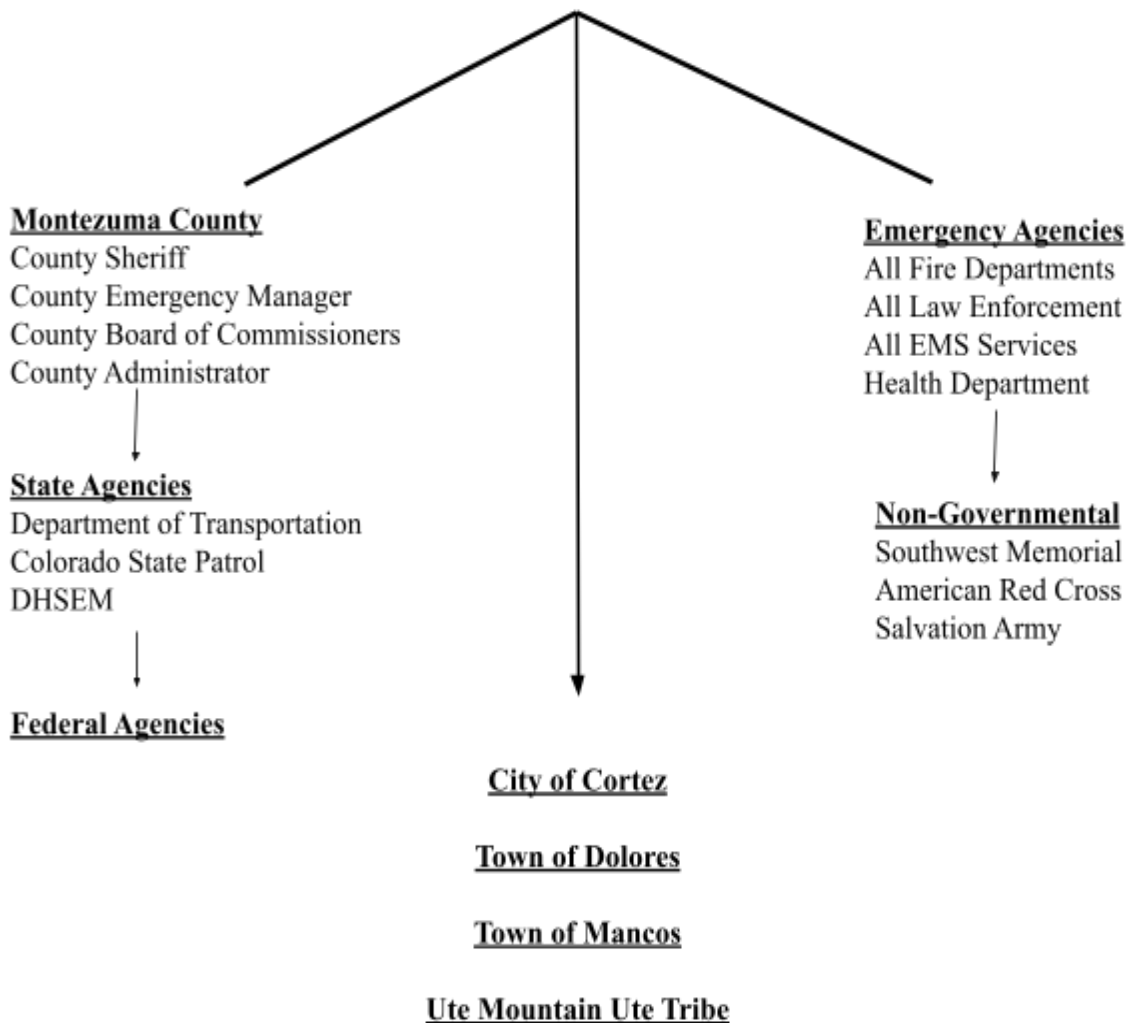 Montezuma County
County Sheriff
County Emergency Manager
County Board of Commissioners
County Administrator
State Agencies
Department of Transportation
Colorado State Patrol
DHSEM
Federal Agencies
Emergency Agencies
All Fire Departments
All Law Enforcement
All EMS Services
Health Department
Non-Governmental
Southwest Memorial
American Red Cross
Salvation Army
City of Cortez
Town of Dolores
Town of Mancos
Ute Mountain Ute Tribe